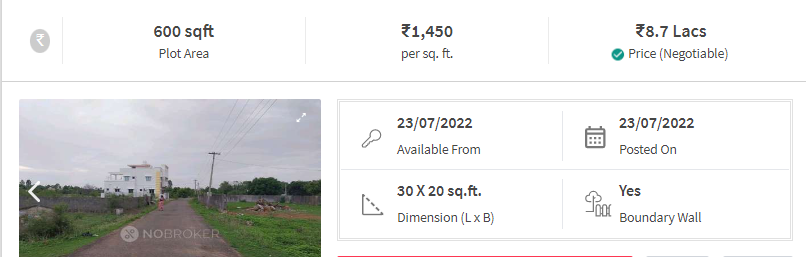 600 sqft
Plot Area
₹1,450
per sq. ft.
₹8.7 Lacs
Price (Negotiable)
NOBROKER
23/07/2022
Available From
23/07/2022
Posted On
30 X 20 sq.ft.
Dimension (L x B)
Yes
Boundary Wall